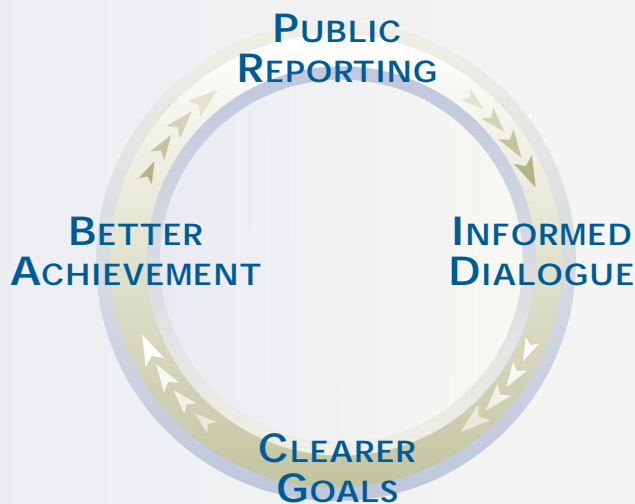 PUBLIC
REPORTING
BETTER
ACHIEVEMENT
INFORMED
DIALOGUE
CLEARER
GOALS